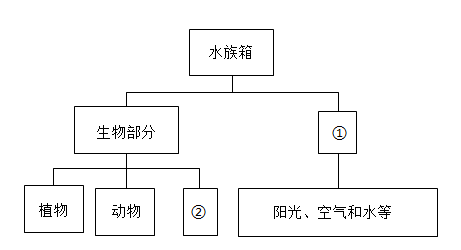 水族箱
生物部分
①
植物
动物
②
阳光、空气和水等